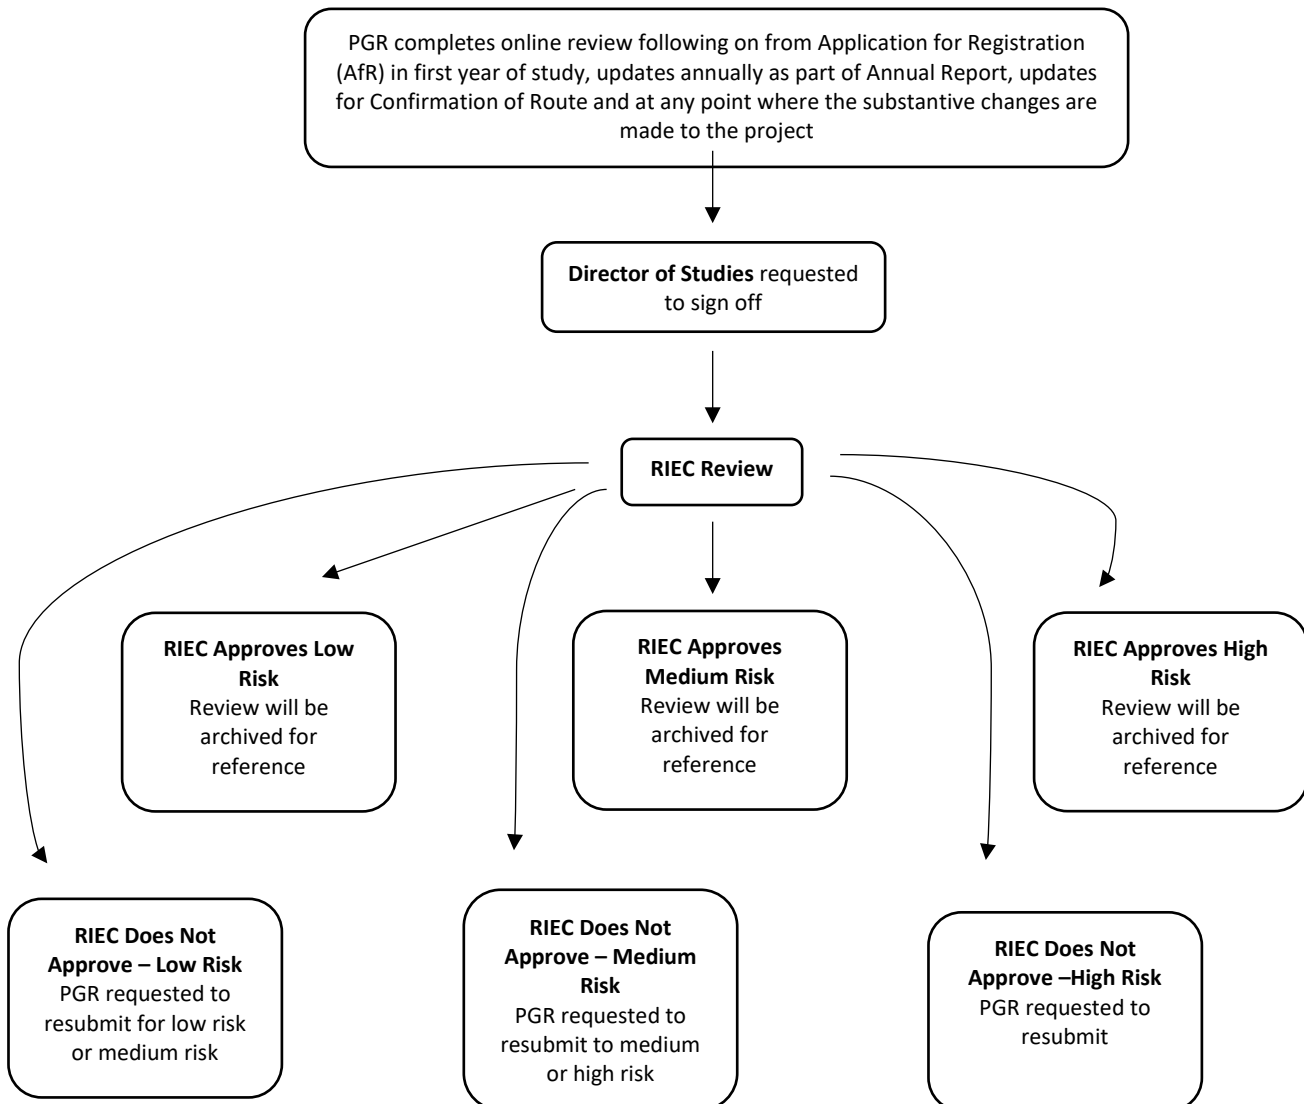 PGR completes online review following on from Application for Registration
(AfR) in first year of study, updates annually as part of Annual Report, updates
for Confirmation of Route and at any point where the substantive changes are
made to the project
Director of Studies requested
to sign off
RIEC Review
RIEC Approves Low
Risk
Review will be
archived for
reference
RIEC Approves
Medium Risk
Review will be
archived for
reference
RIEC Approves High
Risk
Review will be
archived for
reference
RIEC Does Not
Approve – Low Risk
PGR requested to
resubmit for low risk
or medium risk
RIEC Does Not
Approve – Medium
Risk
PGR requested to
resubmit to medium
or high risk
RIEC Does Not
Approve –High Risk
PGR requested to
resubmit